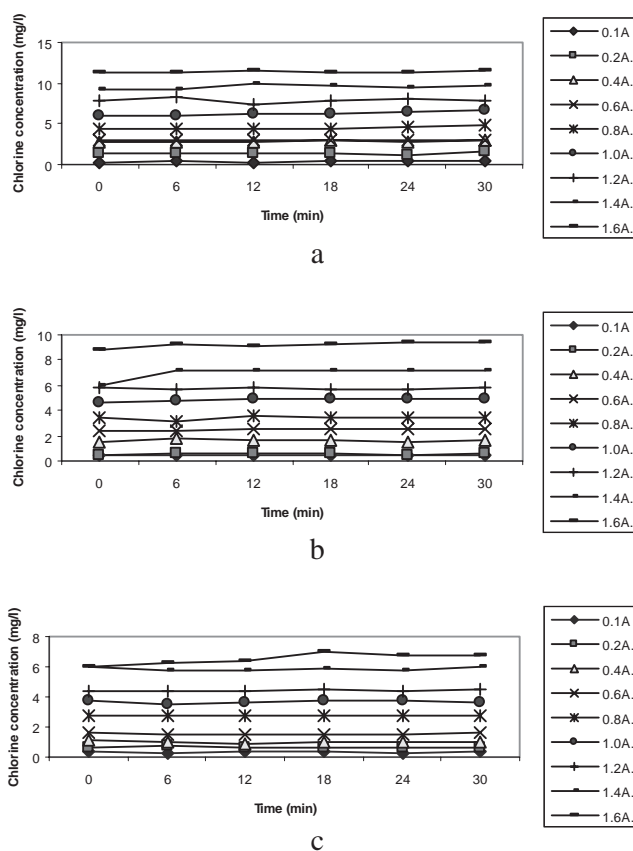 Chlorine concentration (mg/l)
15
10
5
0
0 6 12 18 24 30
Time (min)
0.1A
0.2A
0.4A
0.6A
0.8A
1.0A
1.2A.
1.4A.
1.6A.
a
Chlorine concentration (mg/l)
10
8
6
4
2
0
0 6 12 18 24 30
Time (min)
0.1A
0.2A.
0.4A
0.6A.
0.8A.
1.0A.
1.2A.
1.4A.
1.6A.
b
Chlorine concentration (mg/l)
8
6
4
2
0
0 6 12 18 24 30
Time (min)
0.1A
0.2A.
0.4A.
0.6A.
0.8A.
1.0A.
1.2A.
1.4A.
1.6A.
c